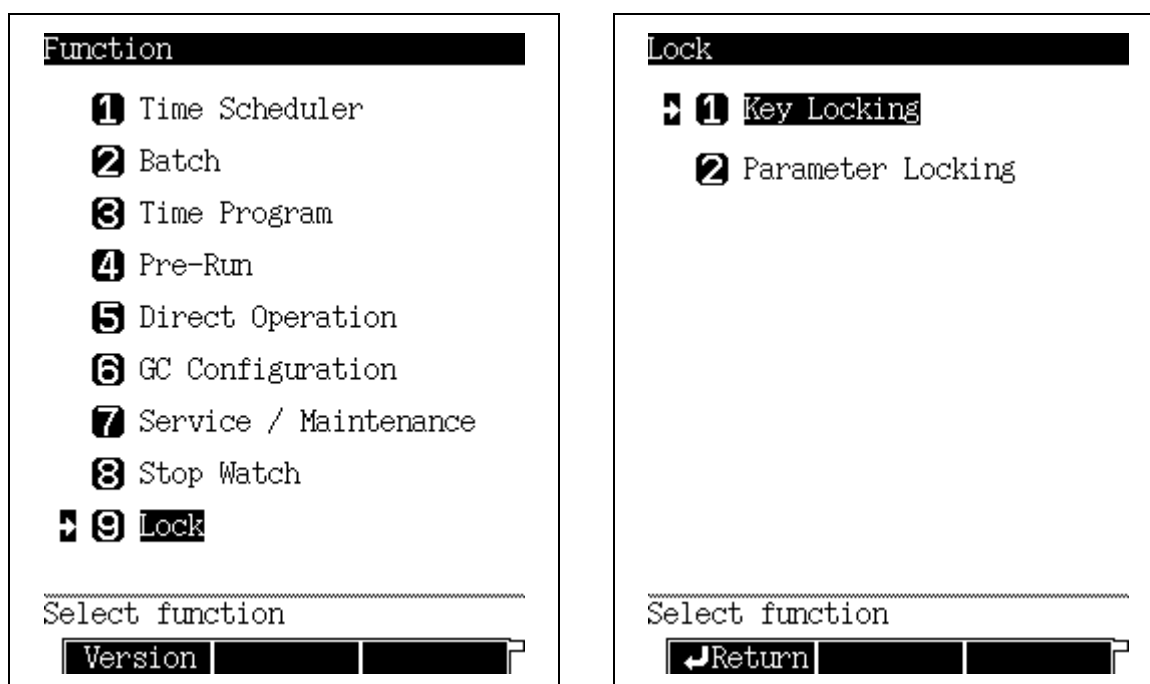 Function
1 Time Scheduler
2 Batch
3 Time Program
4 Pre-Run
5 Direct Operation
6 GC Configuration
7 Service / Maintenance
8 Stop Watch
9 Lock
Select function
Version
Lock
1 Key Locking
2 Parameter Locking
Select function
Return